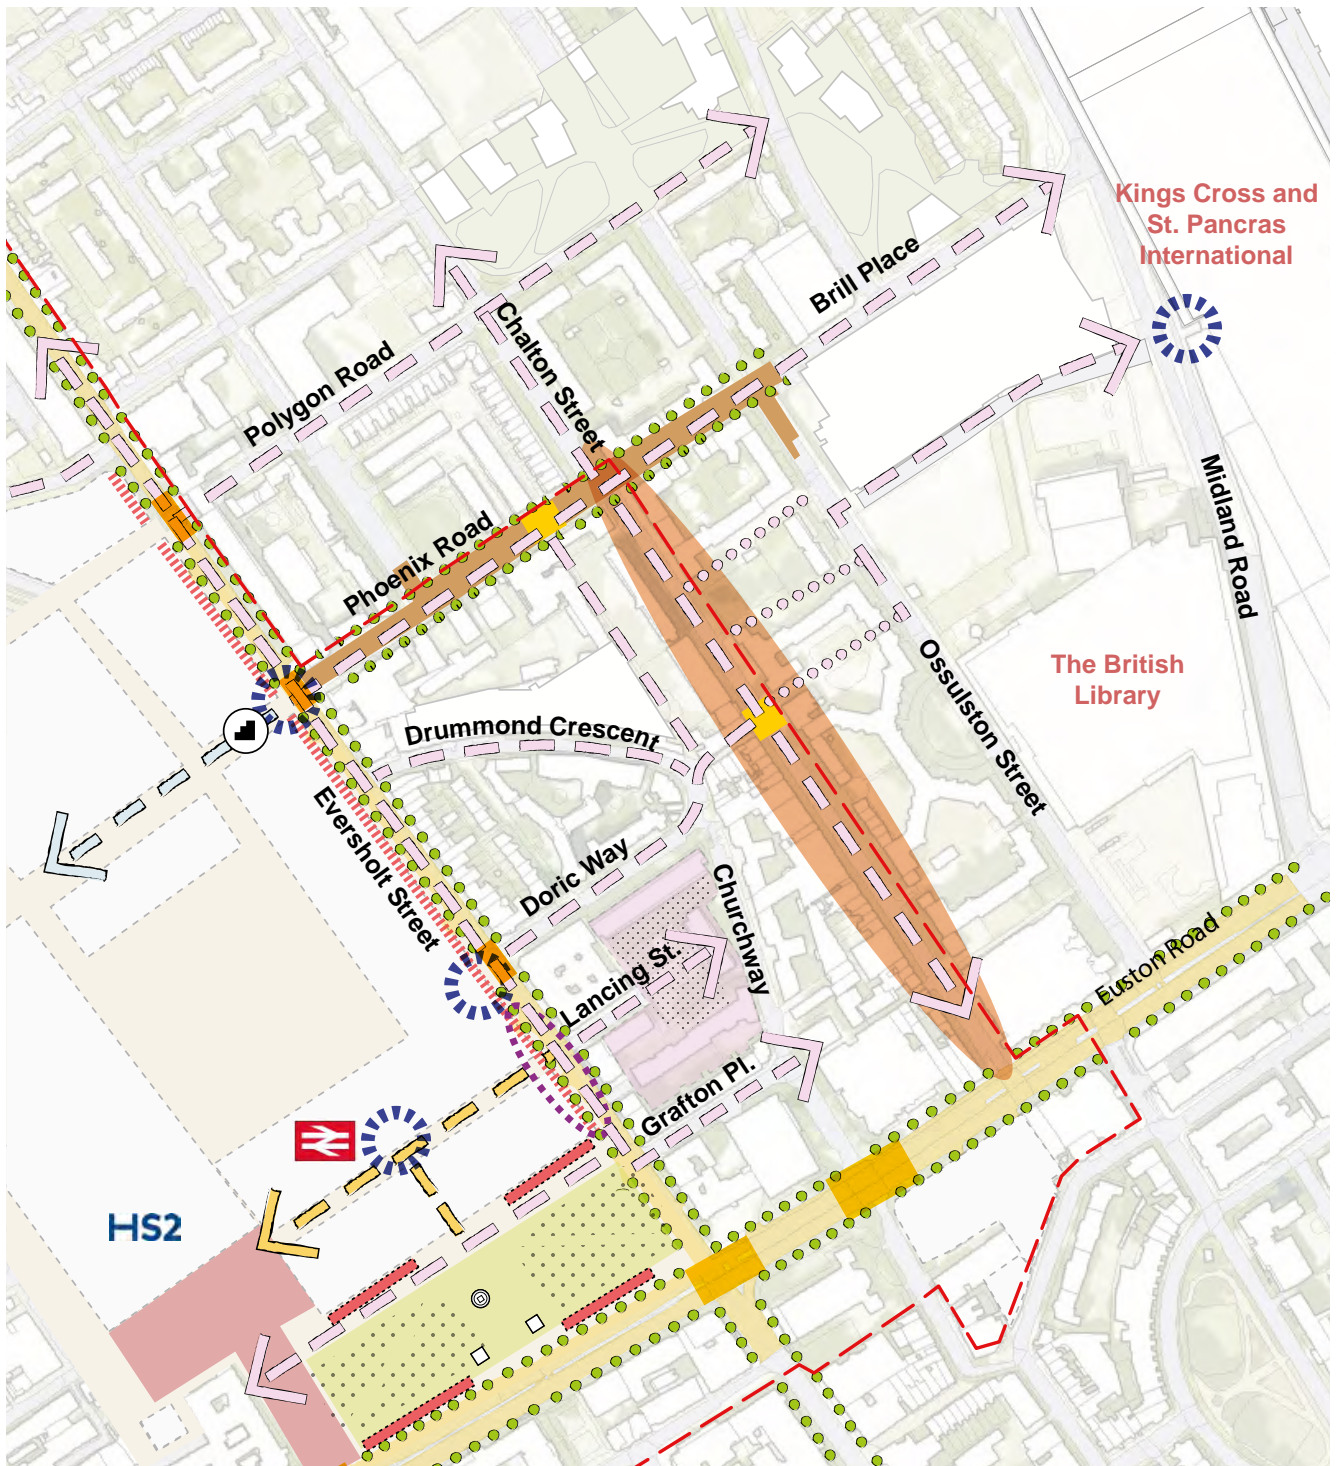 Kings Cross and
St. Pancras
International
Brill Place
Chalton Street
Polygon Road
Midland Road
Phoenix Road
The British
Library
Ossulston Street
Drummond Crescent
Eversholt Street
Doric Way
Churchway
Lancing St.
Euston Road
Grafton Pl.
HS2